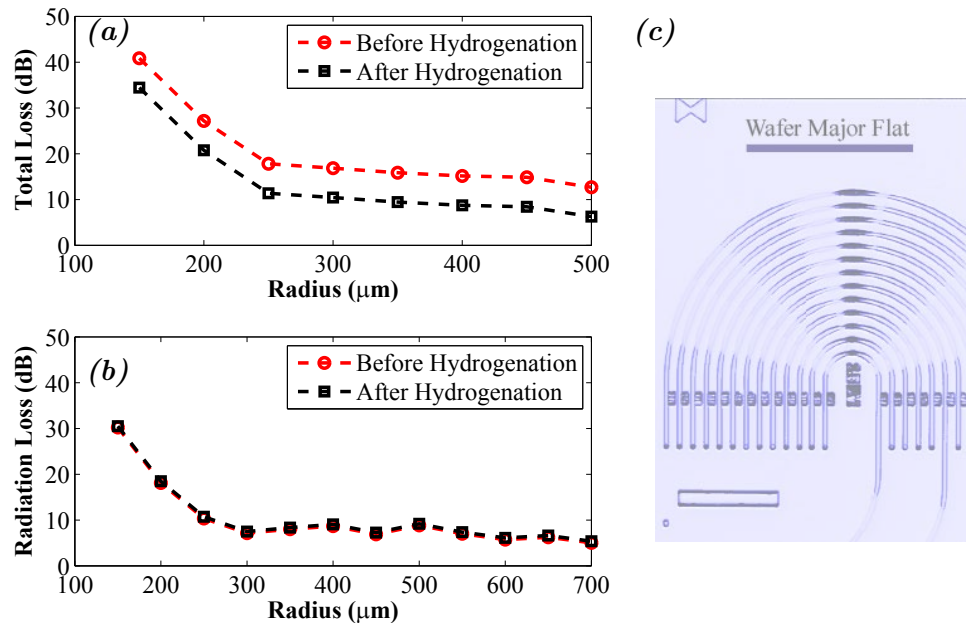 (a)
50
40
30
20
10
0
Total Loss (dB)
Before Hydrogenation
After Hydrogenation
100 200 300 400 500
Radius (μm)
(b)
50
40
30
20
10
0
Radiation Loss (dB)
Before Hydrogenation
After Hydrogenation
100 200 300 400 500 600 700
Radius (μm)
(c)
Wafer Major Flat